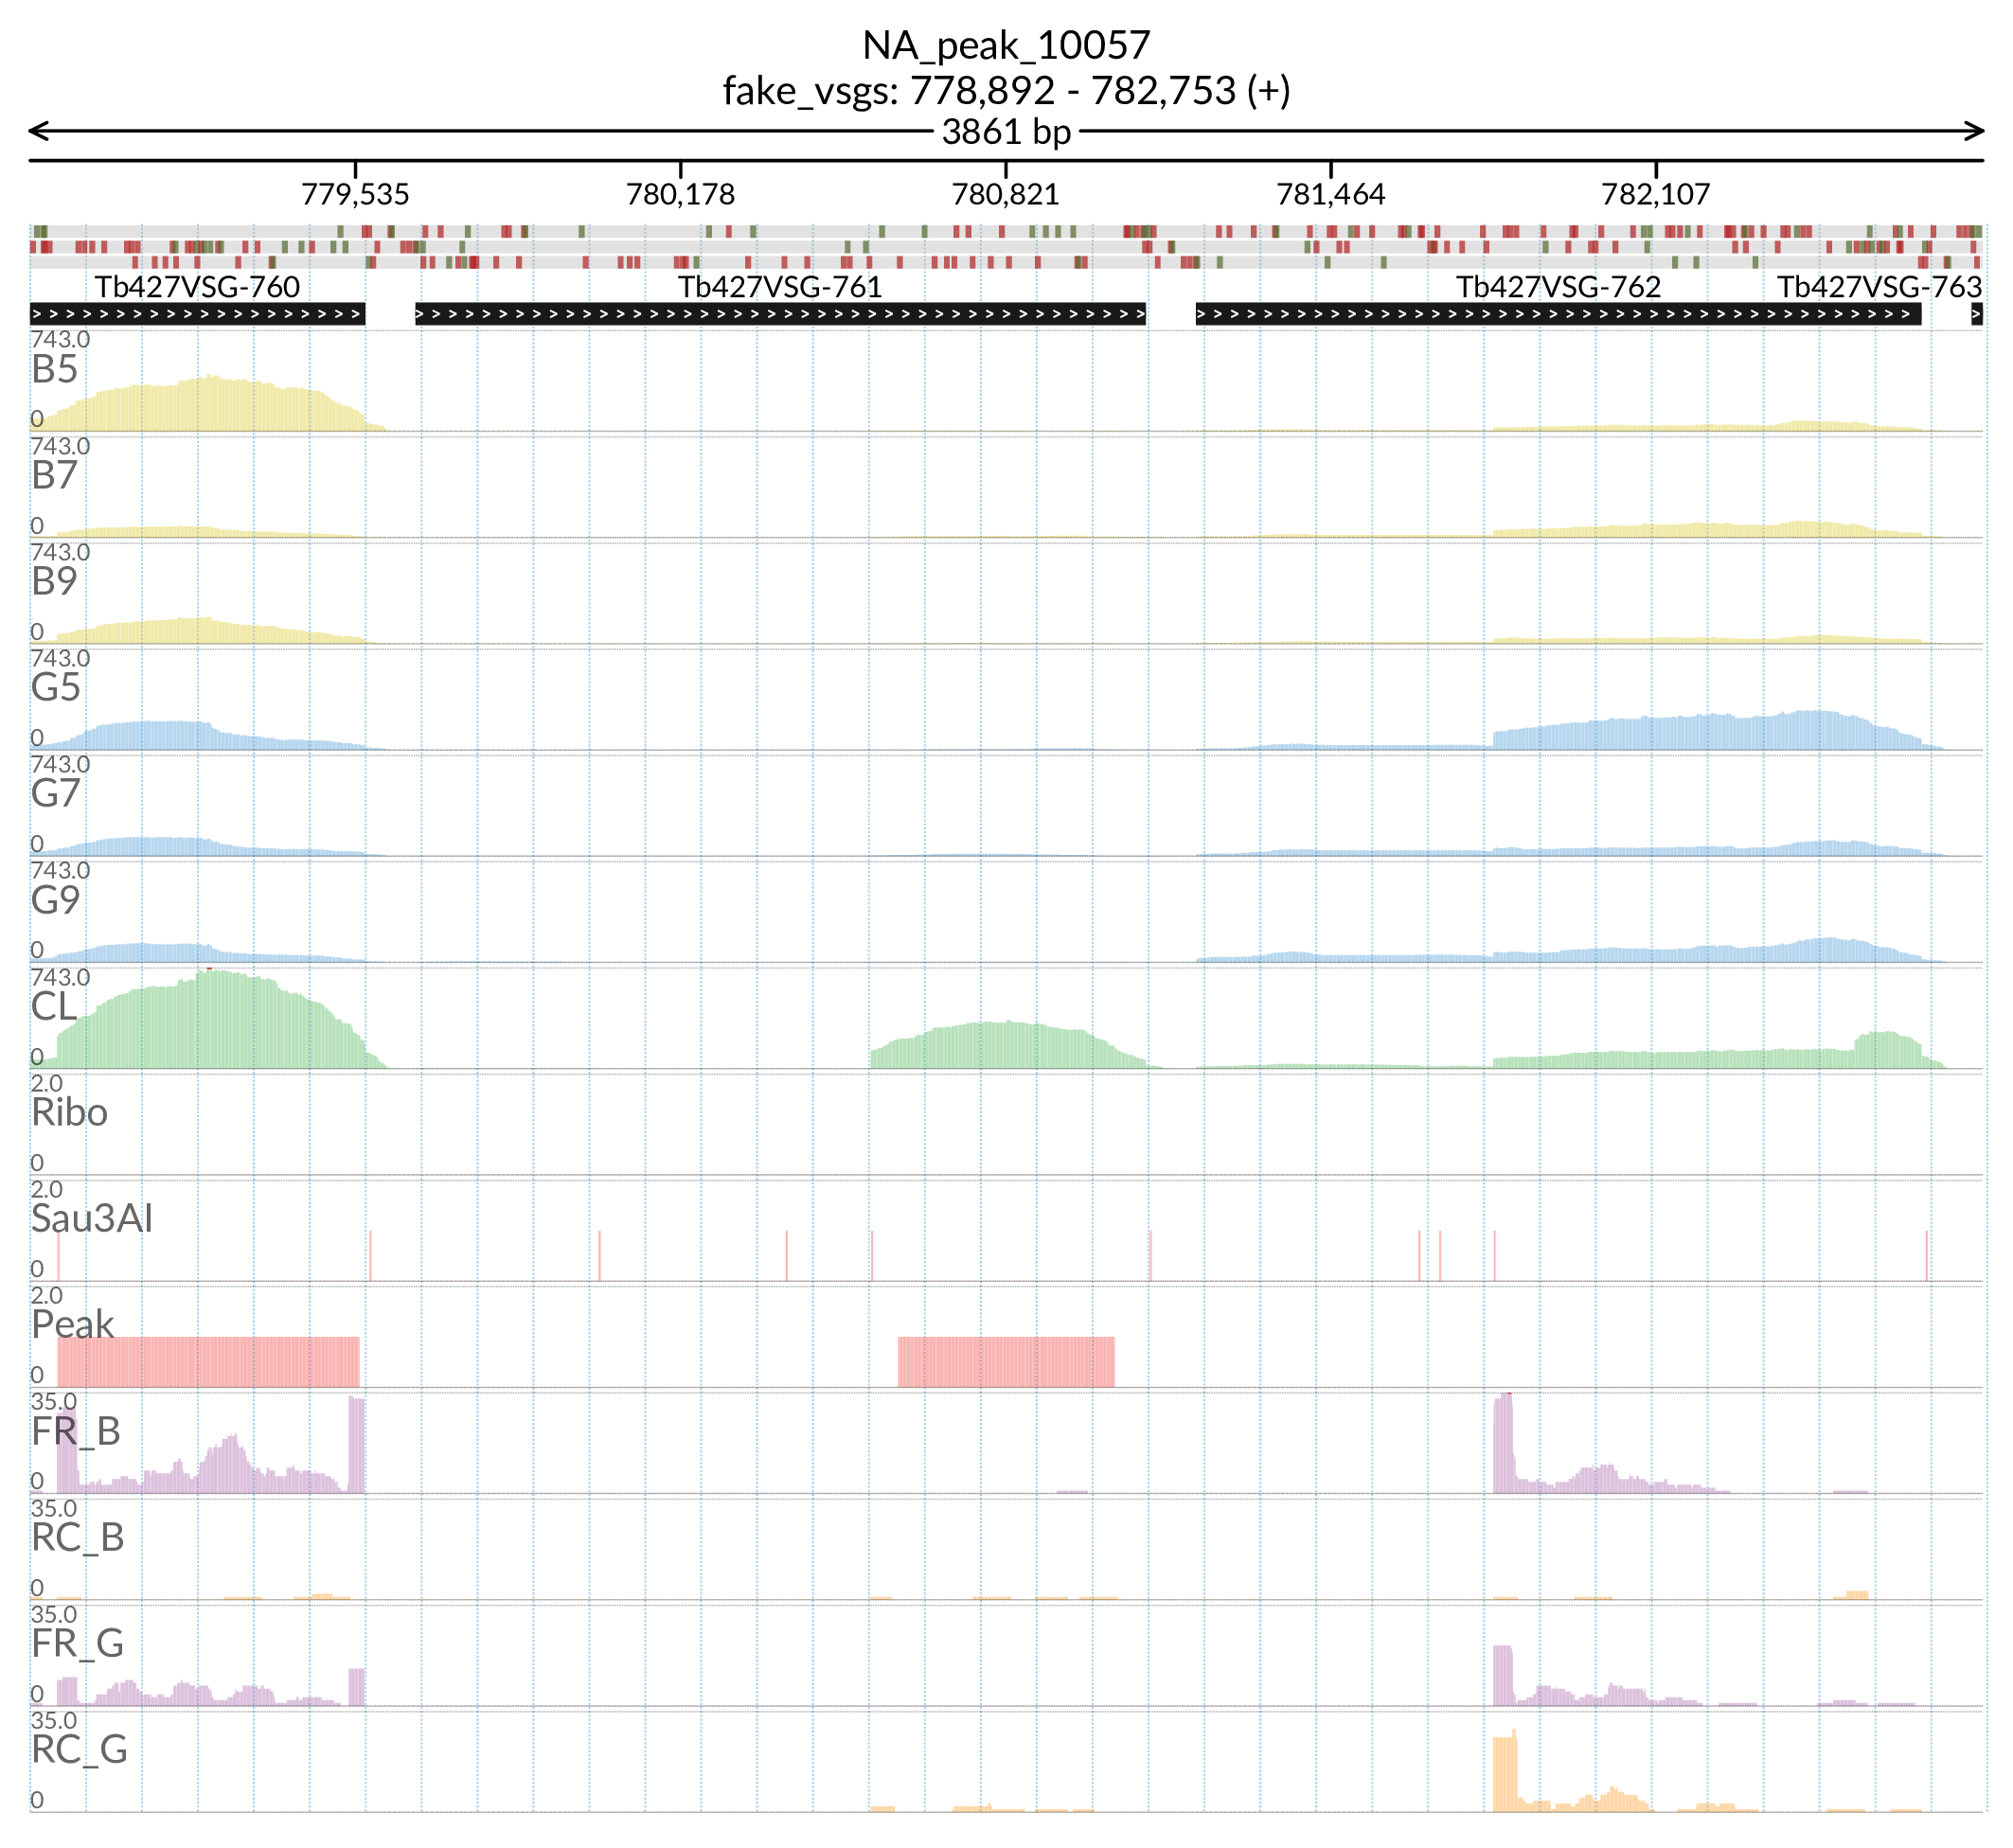 NA_peak_10057
fake_vsgs: 778,892 - 782,753 (+)
3861 bp
779,535 780,178 780,821 781,464 782,107
Tb427VSG-760 Tb427VSG-761 Tb427VSG-762 Tb427VSG-763
743.0
B5
0
743.0
B7
0
743.0
B9
0
743.0
G5
0
743.0
G7
0
743.0
G9
0
743.0
CL
0
2.0
Ribo
0
2.0
Sau3AI
0
2.0
Peak
0
35.0
FR_B
0
35.0
RC_B
0
35.0
FR_G
0
35.0
RC_G
0